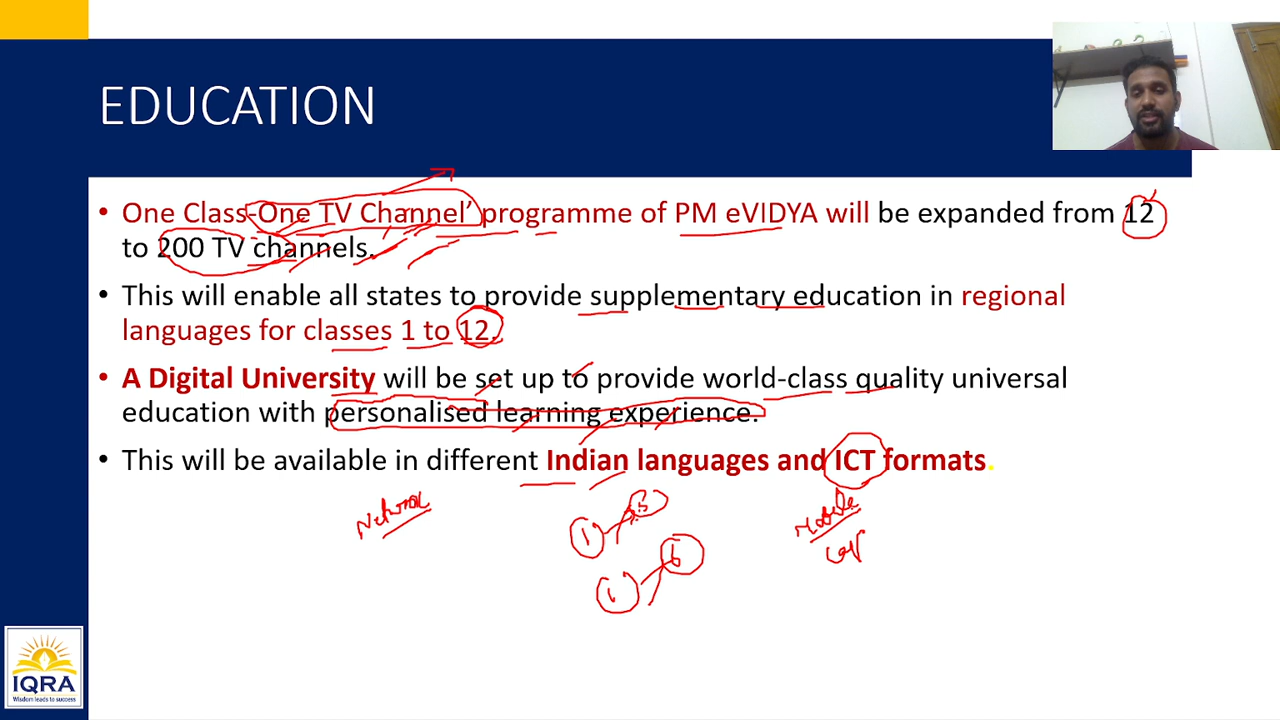 EDUCATION
• One Class-One TV Channel’ programme of PM eVIDYA will be expanded from 12
to 200 TV channels.
• This will enable all states to provide supplementary education in regional
languages for classes 1 to 12.
• A Digital University will be set up to provide world-class quality universal
education with personalised learning experience.
• This will be available in different Indian languages and ICT formats.
Mobile
1
6
IQRA
Wisdom leads to success